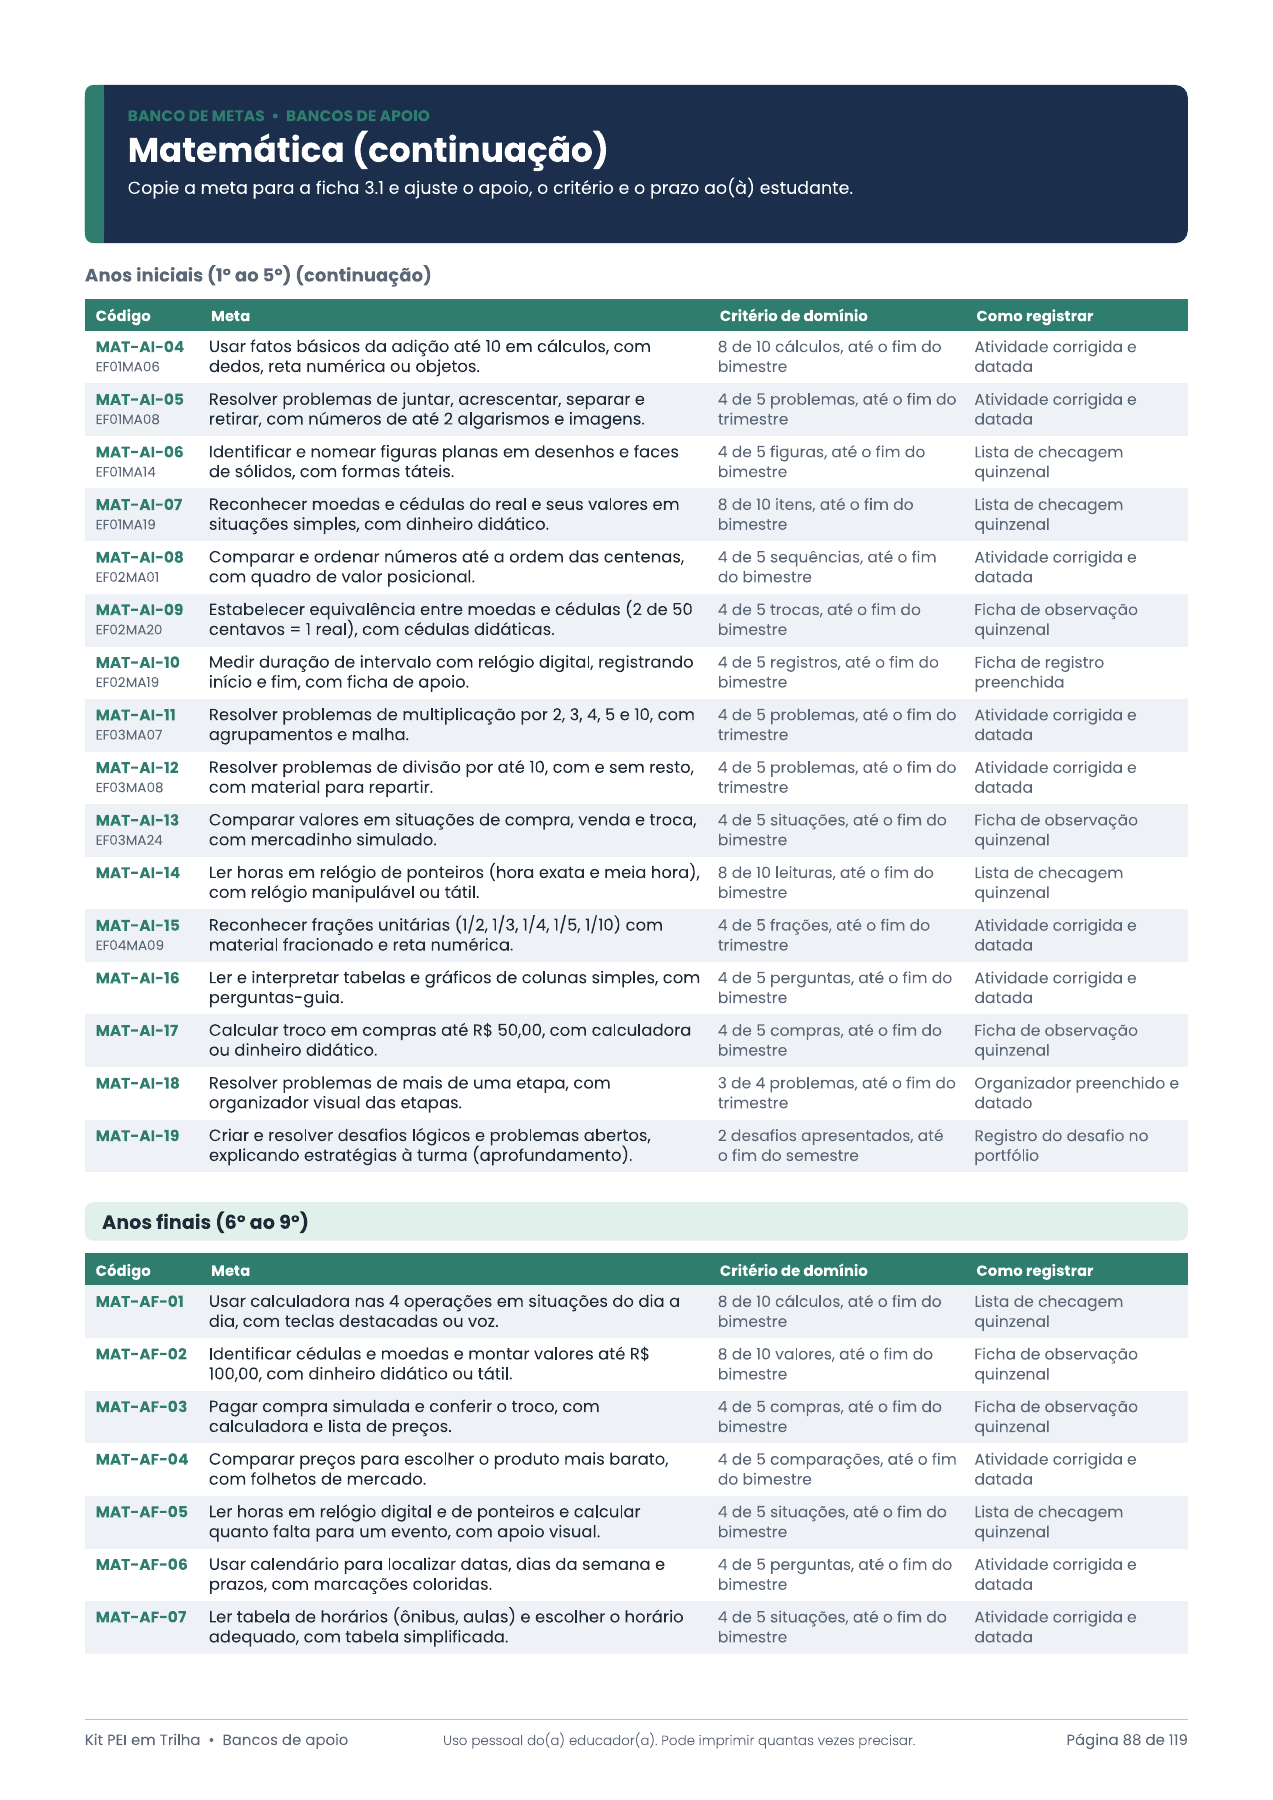 BANCO DE METAS • BANCOS DE APOIO
Matemática (continuação)
Copie a meta para a ficha 3.1 e ajuste o apoio, o critério e o prazo ao(à) estudante.
Anos iniciais (1º ao 5º) (continuação)
Código Meta Critério de domínio Como registrar
MAT-AI-04 Usar fatos básicos da adição até 10 em cálculos, com 8 de 10 cálculos, até o fim do Atividade corrigida e
EF01MA06 dedos, reta numérica ou objetos. bimestre datada
MAT-AI-05 Resolver problemas de juntar, acrescentar, separar e 4 de 5 problemas, até o fim do Atividade corrigida e
EF01MA08 retirar, com números de até 2 algarismos e imagens. trimestre datada
MAT-AI-06 Identificar e nomear figuras planas em desenhos e faces 4 de 5 figuras, até o fim do Lista de checagem
EF01MA14 de sólidos, com formas táteis. bimestre quinzenal
MAT-AI-07 Reconhecer moedas e cédulas do real e seus valores em 8 de 10 itens, até o fim do Lista de checagem
EF01MA19 situações simples, com dinheiro didático. bimestre quinzenal
MAT-AI-08 Comparar e ordenar números até a ordem das centenas, 4 de 5 sequências, até o fim Atividade corrigida e
EF02MA01 com quadro de valor posicional. do bimestre datada
MAT-AI-09 Estabelecer equivalência entre moedas e cédulas (2 de 50 4 de 5 trocas, até o fim do Ficha de observação
EF02MA20 centavos = 1 real), com cédulas didáticas. bimestre quinzenal
MAT-AI-10 Medir duração de intervalo com relógio digital, registrando 4 de 5 registros, até o fim do Ficha de registro
EF02MA19 início e fim, com ficha de apoio. bimestre preenchida
MAT-AI-11 Resolver problemas de multiplicação por 2, 3, 4, 5 e 10, com 4 de 5 problemas, até o fim do Atividade corrigida e
EF03MA07 agrupamentos e malha. trimestre datada
MAT-AI-12 Resolver problemas de divisão por até 10, com e sem resto, 4 de 5 problemas, até o fim do Atividade corrigida e
EF03MA08 com material para repartir. trimestre datada
MAT-AI-13 Comparar valores em situações de compra, venda e troca, 4 de 5 situações, até o fim do Ficha de observação
EF03MA24 com mercadinho simulado. bimestre quinzenal
MAT-AI-14 Ler horas em relógio de ponteiros (hora exata e meia hora), 8 de 10 leituras, até o fim do Lista de checagem
com relógio manipulável ou tátil. bimestre quinzenal
MAT-AI-15 Reconhecer frações unitárias (1/2, 1/3, 1/4, 1/5, 1/10) com 4 de 5 frações, até o fim do Atividade corrigida e
EF04MA09 material fracionado e reta numérica. trimestre datada
MAT-AI-16 Ler e interpretar tabelas e gráficos de colunas simples, com 4 de 5 perguntas, até o fim do Atividade corrigida e
perguntas-guia. bimestre datada
MAT-AI-17 Calcular troco em compras até R$ 50,00, com calculadora 4 de 5 compras, até o fim do Ficha de observação
ou dinheiro didático. bimestre quinzenal
MAT-AI-18 Resolver problemas de mais de uma etapa, com 3 de 4 problemas, até o fim do Organizador preenchido e
organizador visual das etapas. trimestre datado
MAT-AI-19 Criar e resolver desafios lógicos e problemas abertos, 2 desafios apresentados, até Registro do desafio no
explicando estratégias à turma (aprofundamento). o fim do semestre portfólio
Anos finais (6º ao 9º)
Código Meta Critério de domínio Como registrar
MAT-AF-01 Usar calculadora nas 4 operações em situações do dia a 8 de 10 cálculos, até o fim do Lista de checagem
dia, com teclas destacadas ou voz. bimestre quinzenal
MAT-AF-02 Identificar cédulas e moedas e montar valores até R$ 8 de 10 valores, até o fim do Ficha de observação
100,00, com dinheiro didático ou tátil. bimestre quinzenal
MAT-AF-03 Pagar compra simulada e conferir o troco, com 4 de 5 compras, até o fim do Ficha de observação
calculadora e lista de preços. bimestre quinzenal
MAT-AF-04 Comparar preços para escolher o produto mais barato, 4 de 5 comparações, até o fim Atividade corrigida e
com folhetos de mercado. do bimestre datada
MAT-AF-05 Ler horas em relógio digital e de ponteiros e calcular 4 de 5 situações, até o fim do Lista de checagem
quanto falta para um evento, com apoio visual. bimestre quinzenal
MAT-AF-06 Usar calendário para localizar datas, dias da semana e 4 de 5 perguntas, até o fim do Atividade corrigida e
prazos, com marcações coloridas. bimestre datada
MAT-AF-07 Ler tabela de horários (ônibus, aulas) e escolher o horário 4 de 5 situações, até o fim do Atividade corrigida e
adequado, com tabela simplificada. bimestre datada
Kit PEI em Trilha • Bancos de apoio Uso pessoal do(a) educador(a). Pode imprimir quantas vezes precisar. Página 88 de 119